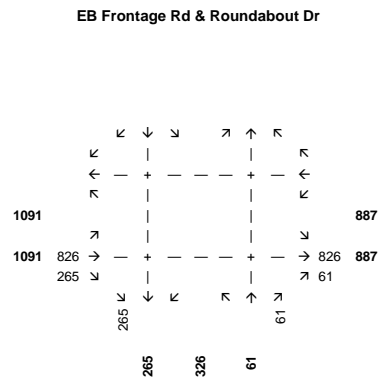 EB Frontage Rd & Roundabout Dr
↙ ↓ ↘ ↗ ↑ ↖
↙ | | ↖
← — + — — — + — ←
↖ | | ↙
1091 | | 887
↗ | | ↘
1091 826 → — + — — — + — → 826 887
265 ↘ | | ↗ 61
↘ ↓ ↙ ↖ ↑ ↗
265 61
265 326 61